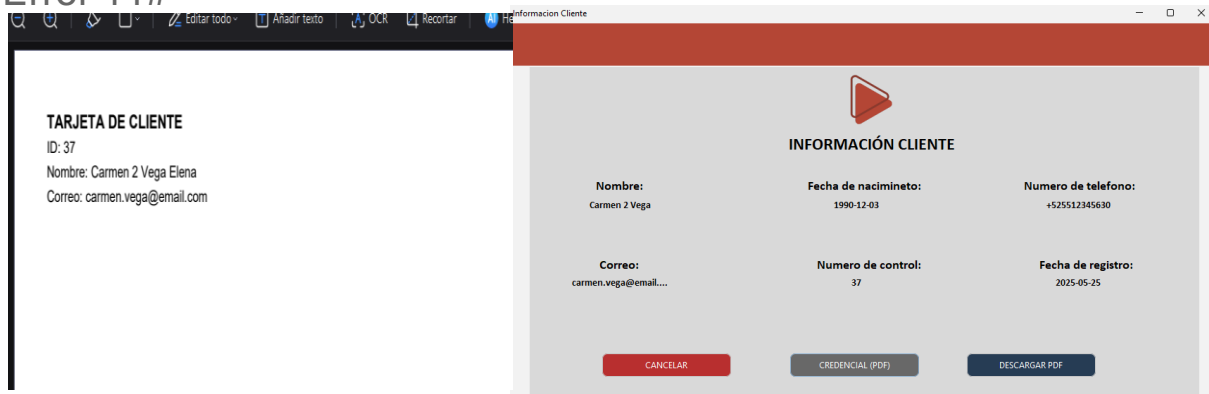 Editar todo
Añadir texto
OCR
Recortar
AI
TARJETA DE CLIENTE
ID: 37
Nombre: Carmen 2 Vega Elena
Correo: carmen.vega@email.com
Informacion Cliente
INFORMACIÓN CLIENTE
Nombre:
Fecha de nacimineto:
Numero de telefono:
Carmen 2 Vega
1990-12-03
+525512345630
Correo:
Numero de control:
Fecha de registro:
carmen.vega@email....
37
2025-05-25
CANCELAR
CREDENCIAL (PDF)
DESCARGAR PDF